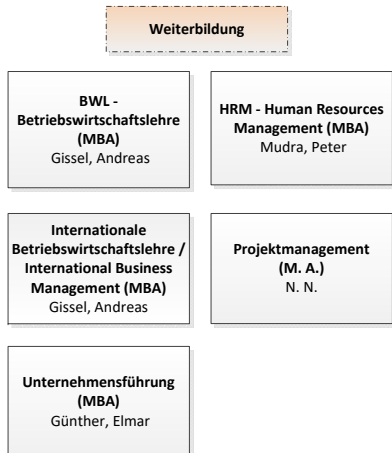 Weiterbildung
BWL -
Betriebswirtschaftslehre
(MBA)
Gissel, Andreas
HRM - Human Resources
Management (MBA)
Mudra, Peter
Internationale
Betriebswirtschaftslehre /
International Business
Management (MBA)
Gissel, Andreas
Projektmanagement
(M. A.)
N. N.
Unternehmensführung
(MBA)
Günther, Elmar